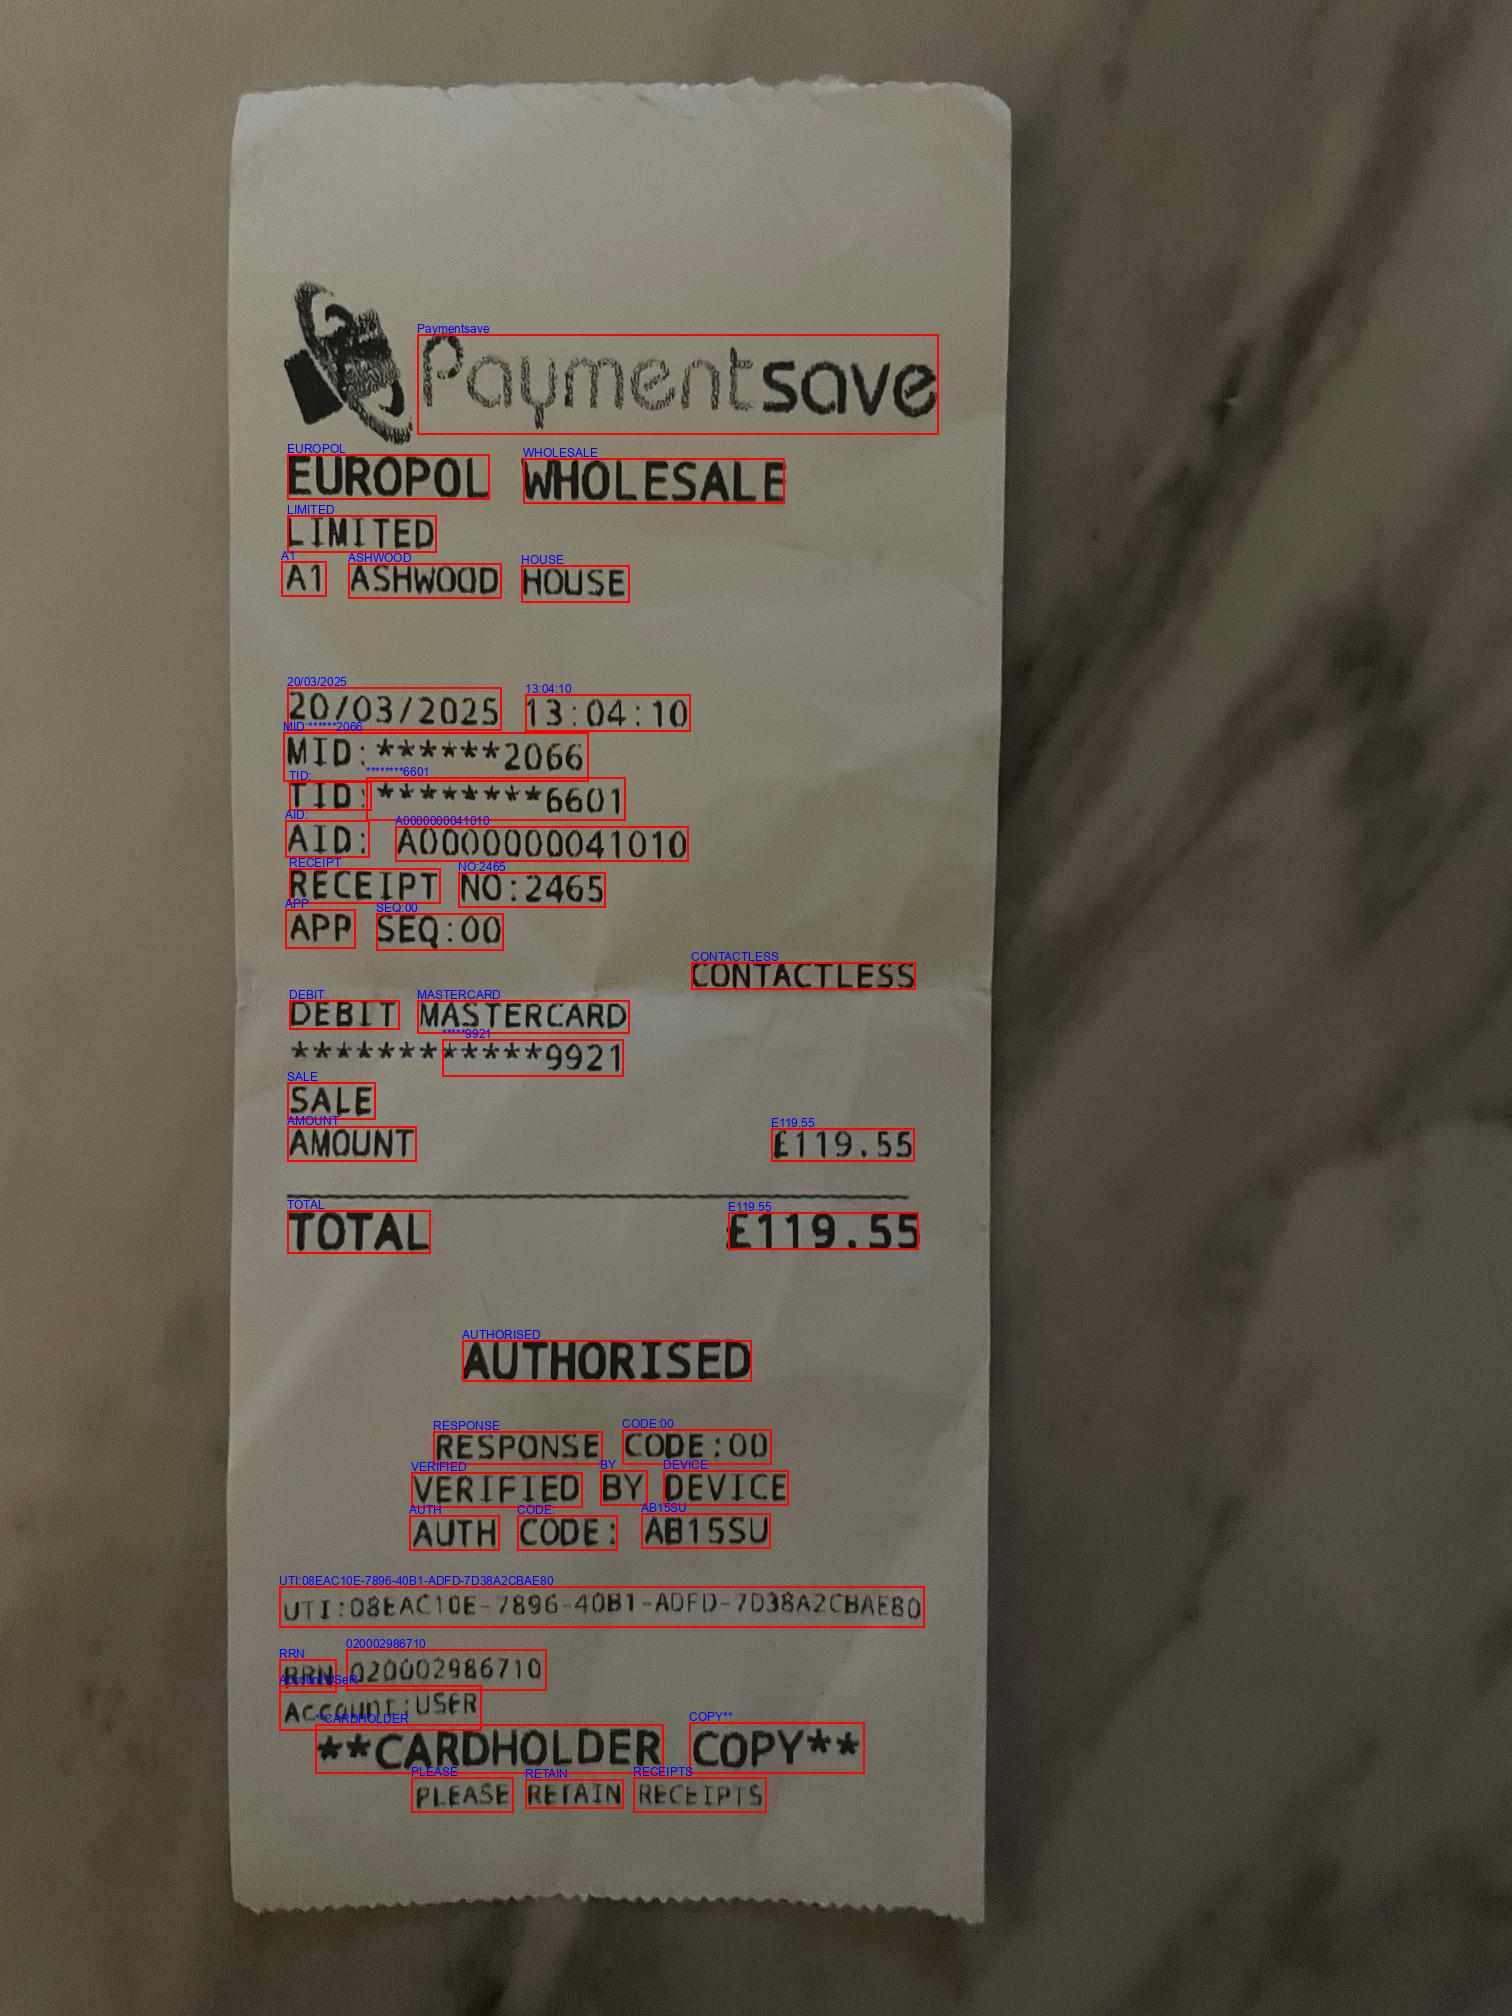 Paymentsave
EUROPOL WHOLESALE
LIMITED
A1 ASHWOOD HOUSE
20/03/2025 13:04:10
MID:******2066
TID:********6601
AID: A0000000041010
RECEIPT NO:2465
APP SEQ:00
CONTACTLESS
DEBIT MASTERCARD
************9921
SALE
AMOUNT £119.55
TOTAL £119.55
AUTHORISED
RESPONSE CODE:00
VERIFIED BY DEVICE
AUTH CODE: AB15SU
UTI:08EAC10E-7896-40B1-ADFD-7D38A2CBAE80
RRN 020002986710
Account:USER
**CARDHOLDER COPY**
PLEASE RETAIN RECEIPTS